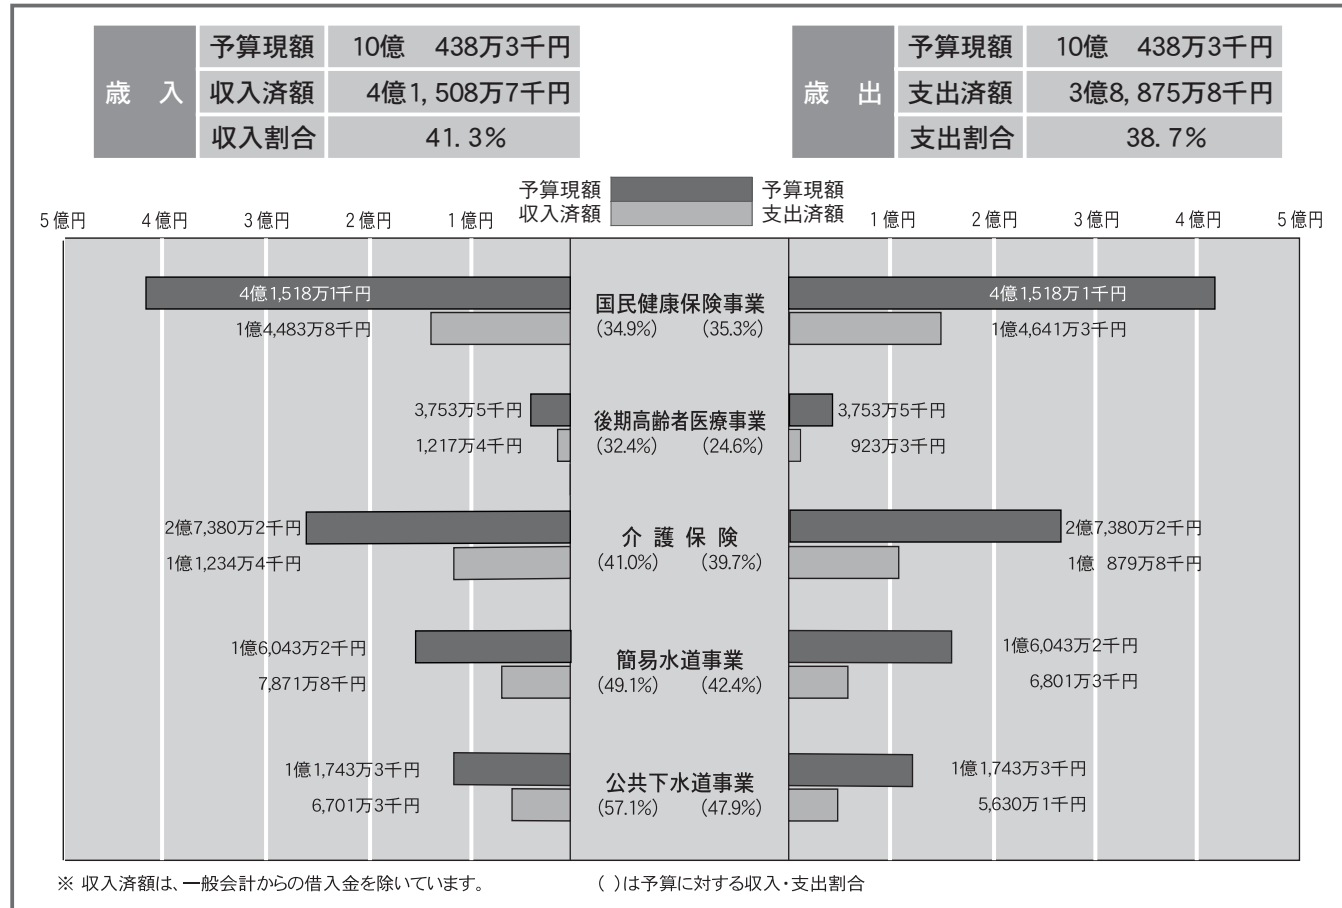 歳 入
予算現額 10億 438万3千円
収入済額 4億1,508万7千円
収入割合 41.3%
歳 出
予算現額 10億 438万3千円
支出済額 3億8,875万8千円
支出割合 38.7%
予算現額 予算現額
収入済額 支出済額
5億円 4億円 3億円 2億円 1億円 1億円 2億円 3億円 4億円 5億円
4億1,518万1千円 国民健康保険事業 4億1,518万1千円
1億4,483万8千円 (34.9%) (35.3%) 1億4,641万3千円
3,753万5千円 後期高齢者医療事業 3,753万5千円
1,217万4千円 (32.4%) (24.6%) 923万3千円
2億7,380万2千円 介護保険 2億7,380万2千円
1億1,234万4千円 (41.0%) (39.7%) 1億 879万8千円
1億6,043万2千円 簡易水道事業 1億6,043万2千円
7,871万8千円 (49.1%) (42.4%) 6,801万3千円
1億1,743万3千円 公共下水道事業 1億1,743万3千円
6,701万3千円 (57.1%) (47.9%) 5,630万1千円
※ 収入済額は、一般会計からの借入金を除いています。 ( )は予算に対する収入・支出割合